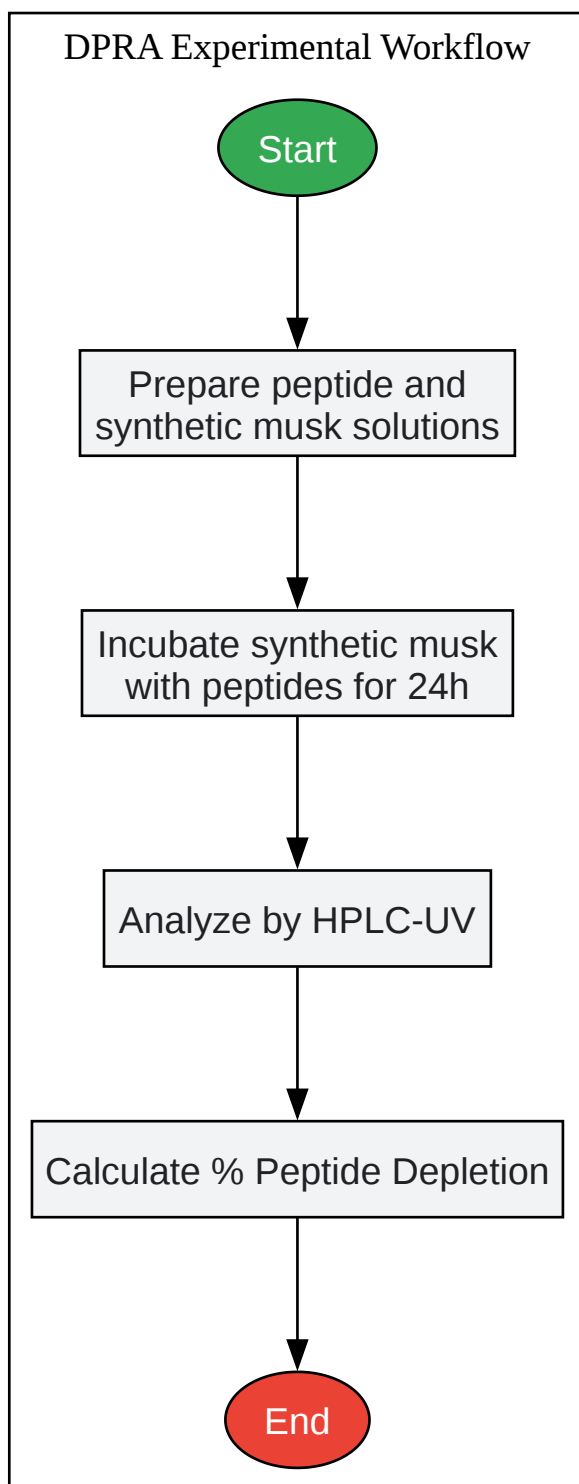 DPRA Experimental Workflow
Start
Prepare peptide and
synthetic musk solutions
Incubate synthetic musk
with peptides for 24h
Analyze by HPLC-UV
Calculate % Peptide Depletion
End